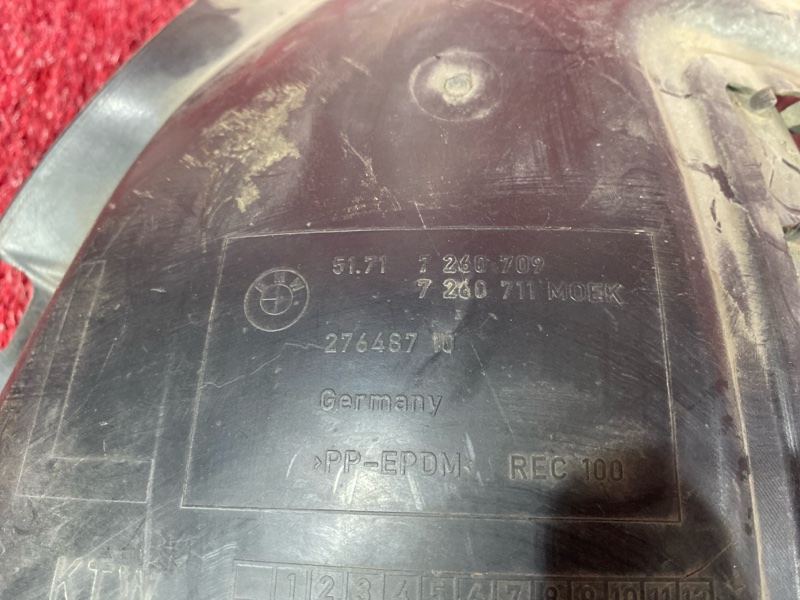 BMW
51.71 7 260 709
7 260 711 MOEK
276487 10
Germany
>PP-EPDM< REC 100
KTW
1 2 3 4 5 6 7 8 9 10 11 12